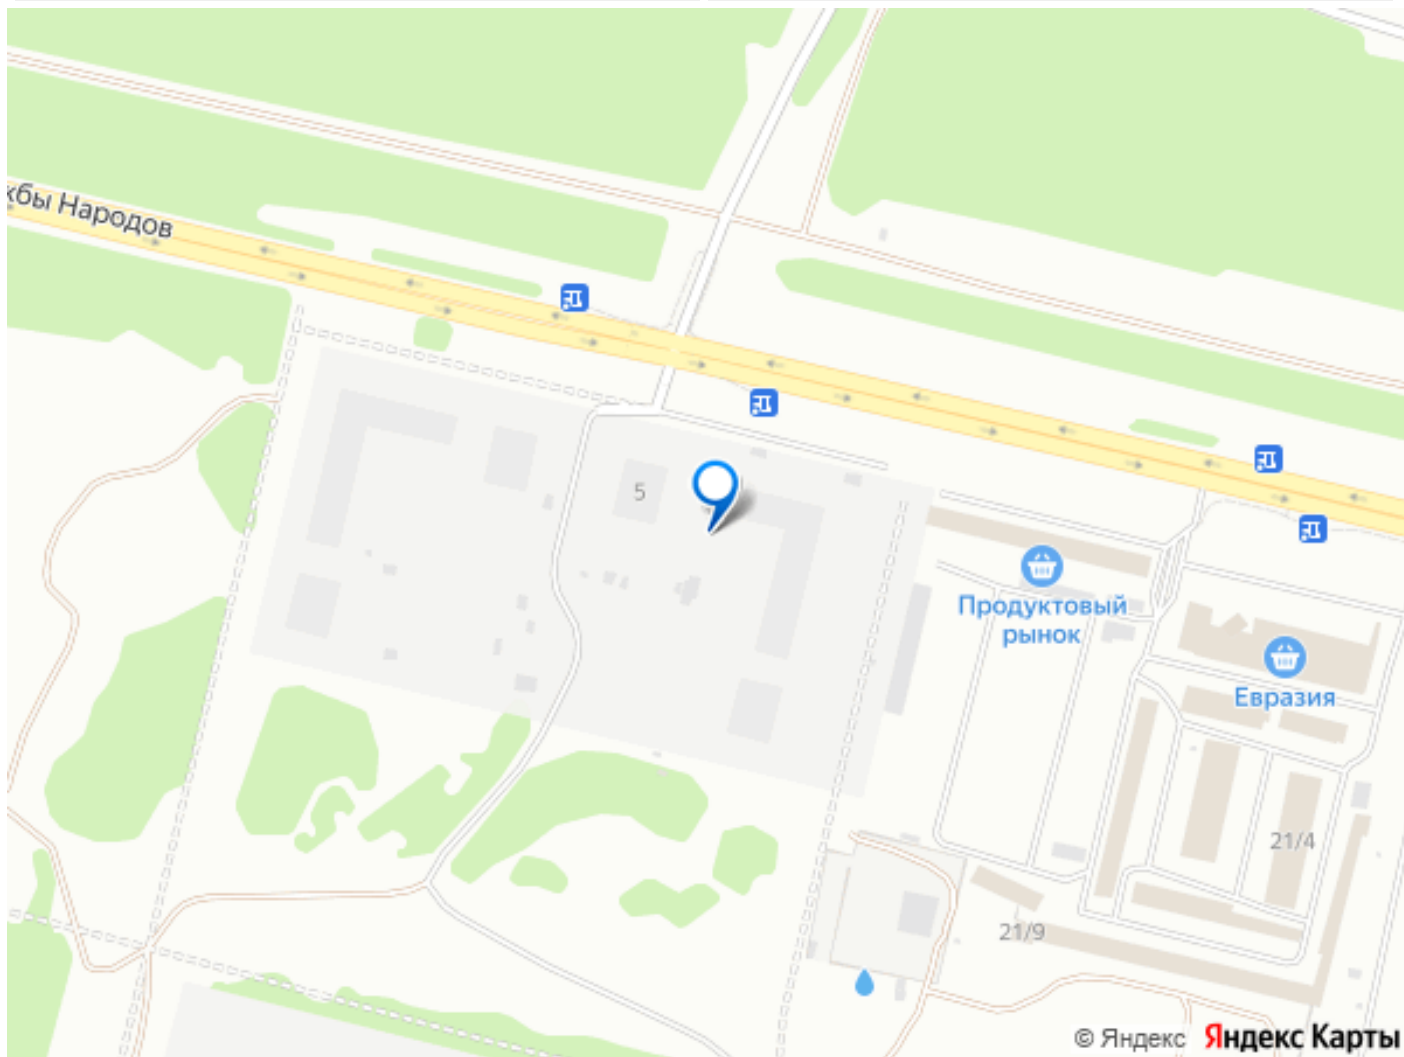 жбы Народов
5
Продуктовый
рынок
Евразия
21/4
21/9
© Яндекс Яндекс Карты